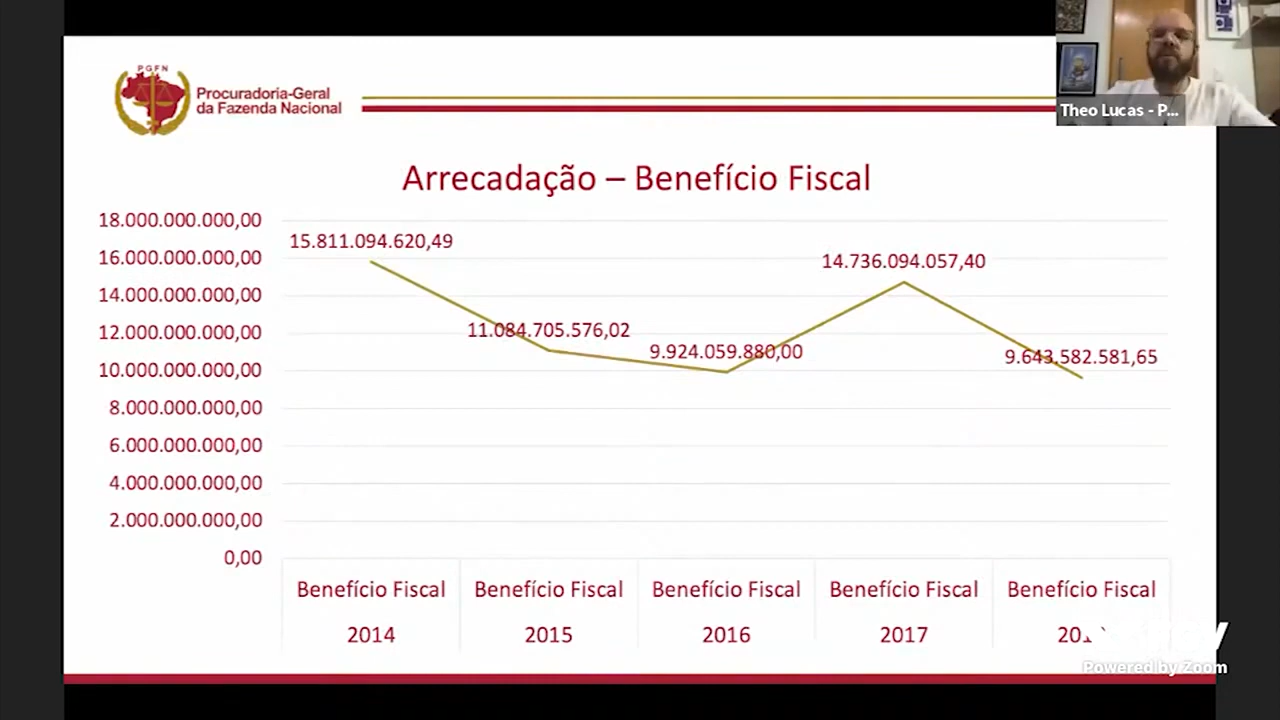 PGFN
Procuradoria-Geral
da Fazenda Nacional
Theo Lucas - P...
Arrecadação – Benefício Fiscal
18.000.000.000,00
16.000.000.000,00
14.000.000.000,00
12.000.000.000,00
10.000.000.000,00
8.000.000.000,00
6.000.000.000,00
4.000.000.000,00
2.000.000.000,00
0,00
15.811.094.620,49
11.084.705.576,02
9.924.059.880,00
14.736.094.057,40
9.643.582.581,65
Benefício Fiscal Benefício Fiscal Benefício Fiscal Benefício Fiscal Benefício Fiscal
2014 2015 2016 2017
Powered by Zoom